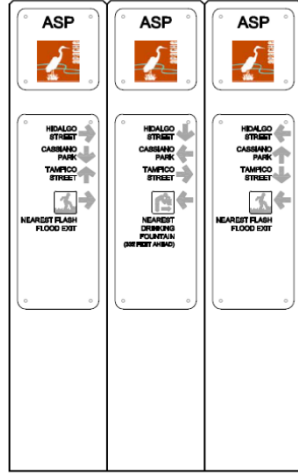 ASP
HIDALGO
STREET
CASSIANO
PARK
TAMPICO
STREET
NEAREST FLASH
FLOOD EXIT
ASP
HIDALGO
STREET
CASSIANO
PARK
TAMPICO
STREET
NEAREST
DRINKING
FOUNTAIN
ASP
HIDALGO
STREET
CASSIANO
PARK
TAMPICO
STREET
NEAREST FLASH
FLOOD EXIT